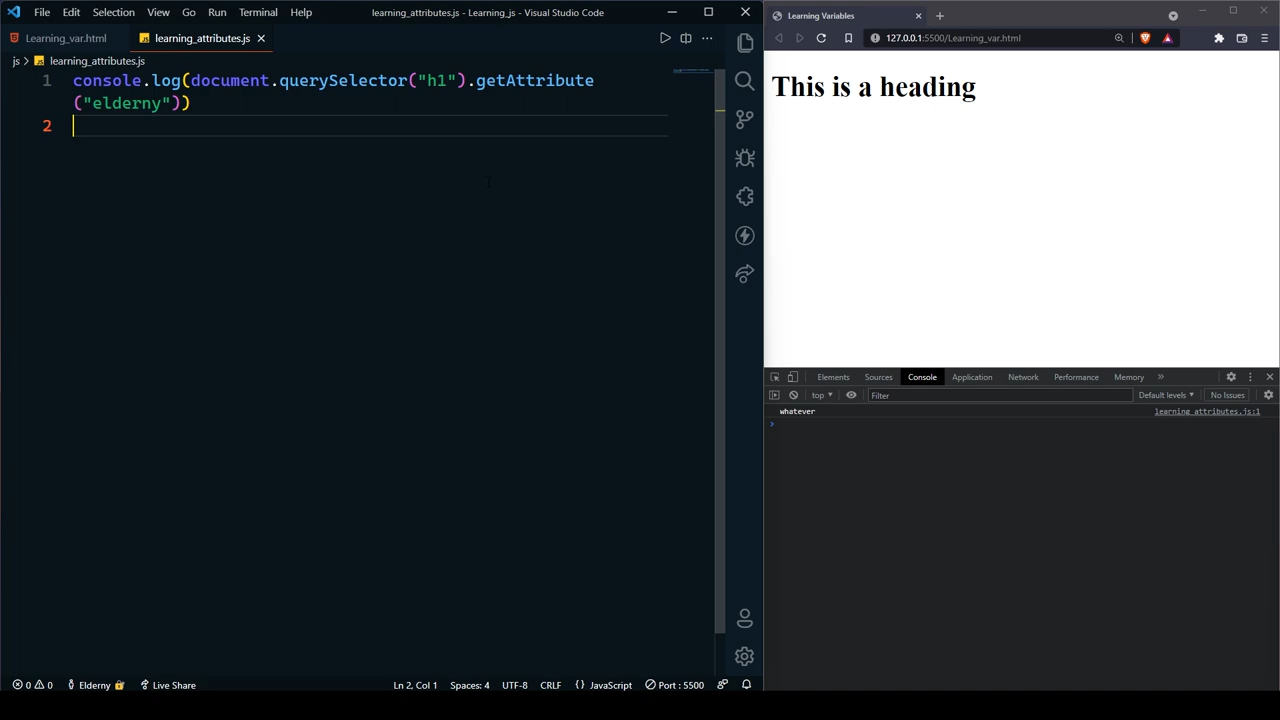 File Edit Selection View Go Run Terminal Help learning_attributes.js - Learning_js - Visual Studio Code
Learning_var.html learning_attributes.js
js > learning_attributes.js
1 console.log(document.querySelector("h1").getAttribute
("elderny"))
2
0 0 Elderny Live Share Ln 2, Col 1 Spaces: 4 UTF-8 CRLF {} JavaScript Port : 5500
Learning Variables
127.0.0.1:5500/Learning_var.html
This is a heading
Elements Sources Console Application Network Performance Memory »
top Filter Default levels No Issues
whatever learning_attributes.js:1